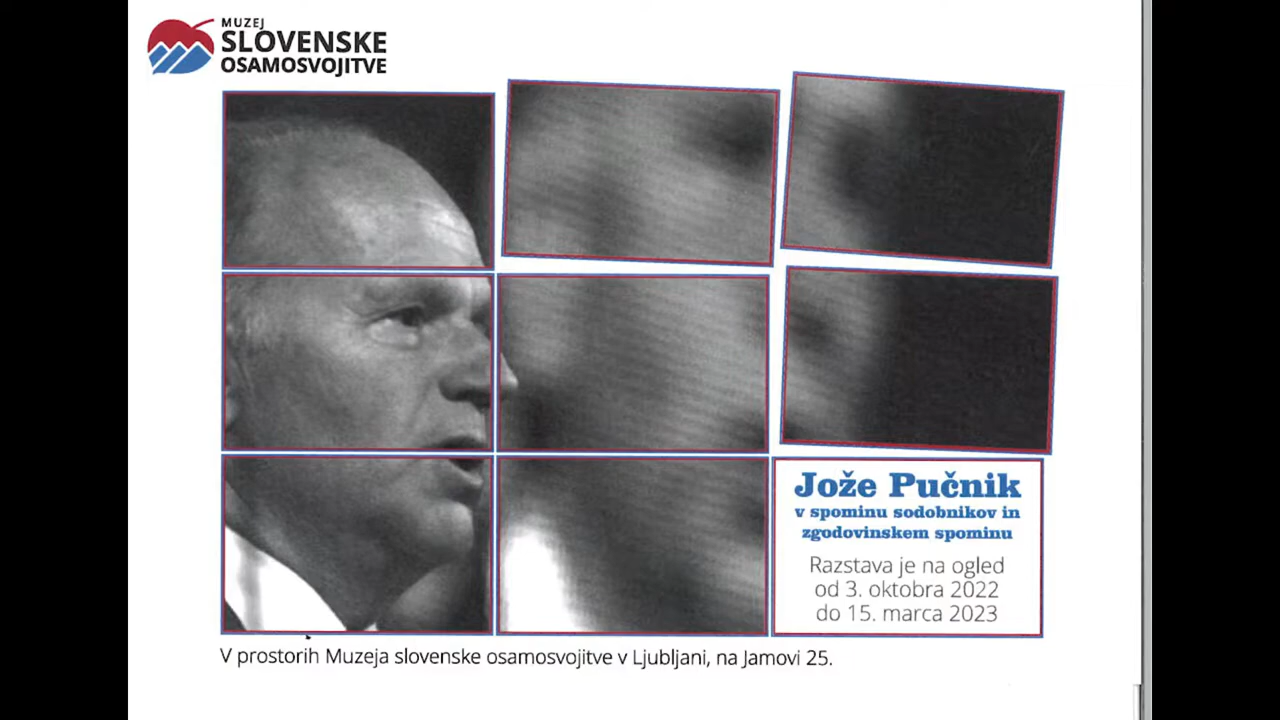 MUZEJ
SLOVENSKE
OSAMOSVOJITVE
Jože Pučnik
v spominu sodobnikov in
zgodovinskem spominu
Razstava je na ogled
od 3. oktobra 2022
do 15. marca 2023
V prostorih Muzeja slovenske osamosvojitve v Ljubljani, na Jamovi 25.